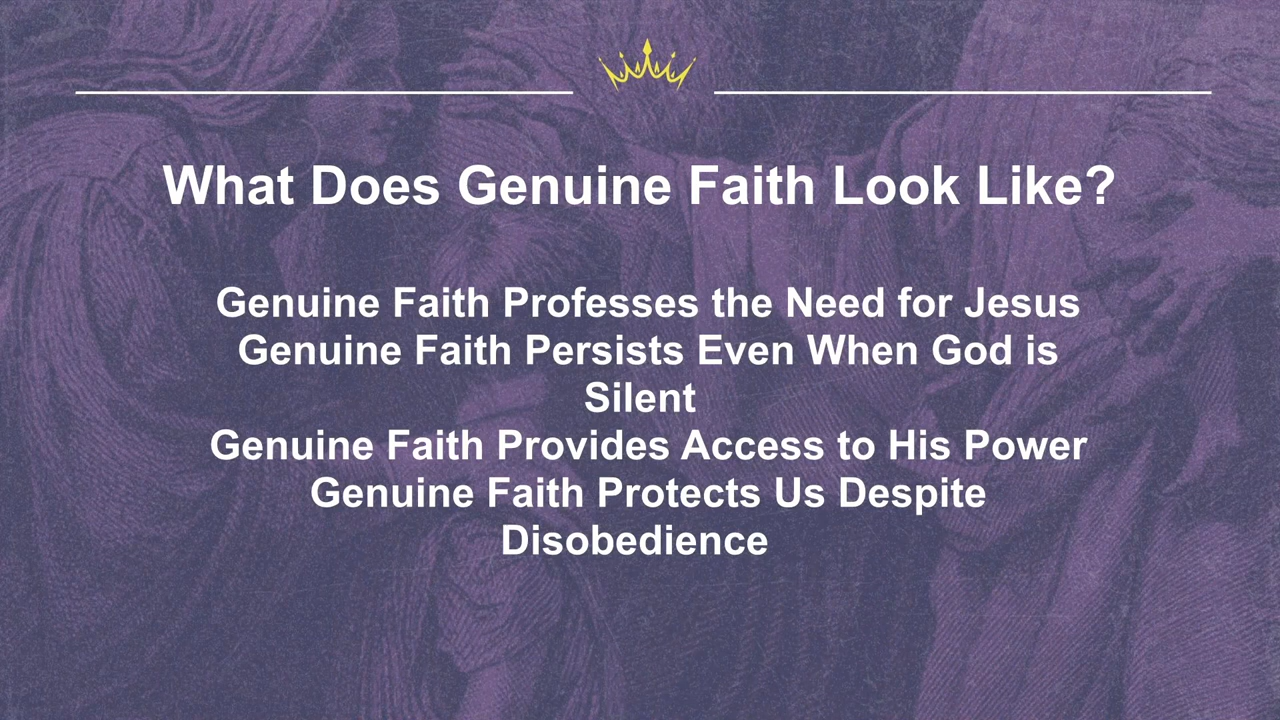 What Does Genuine Faith Look Like?
Genuine Faith Professes the Need for Jesus
Genuine Faith Persists Even When God is
Silent
Genuine Faith Provides Access to His Power
Genuine Faith Protects Us Despite
Disobedience